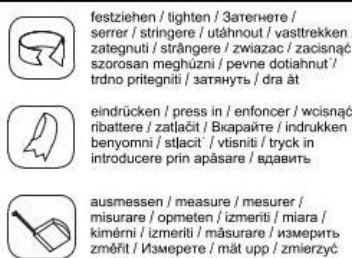 festziehen / tighten / Затегнете /
serrer / stringere / utáhnout / vasttrekken
zategnuti / strângere / zwiazac / zacisnąć
szorosan meghúzni / pevne dotiahnuť /
trdno pritegniti / затянуть / dra åt
eindrücken / press in / enfoncer / wcisnąć
ribattere / zatlačit / Вкарайте / indrukken
benyomni / stlaciť / vtisniti / tryck in
introducere prin apăsare / вдавить
ausmessen / measure / mesurer /
misurare / opmeten / izmeriti / miara /
kimérni / izmeriti / măsurare / измерить
změřit / Измерете / mät upp / zmierzyć